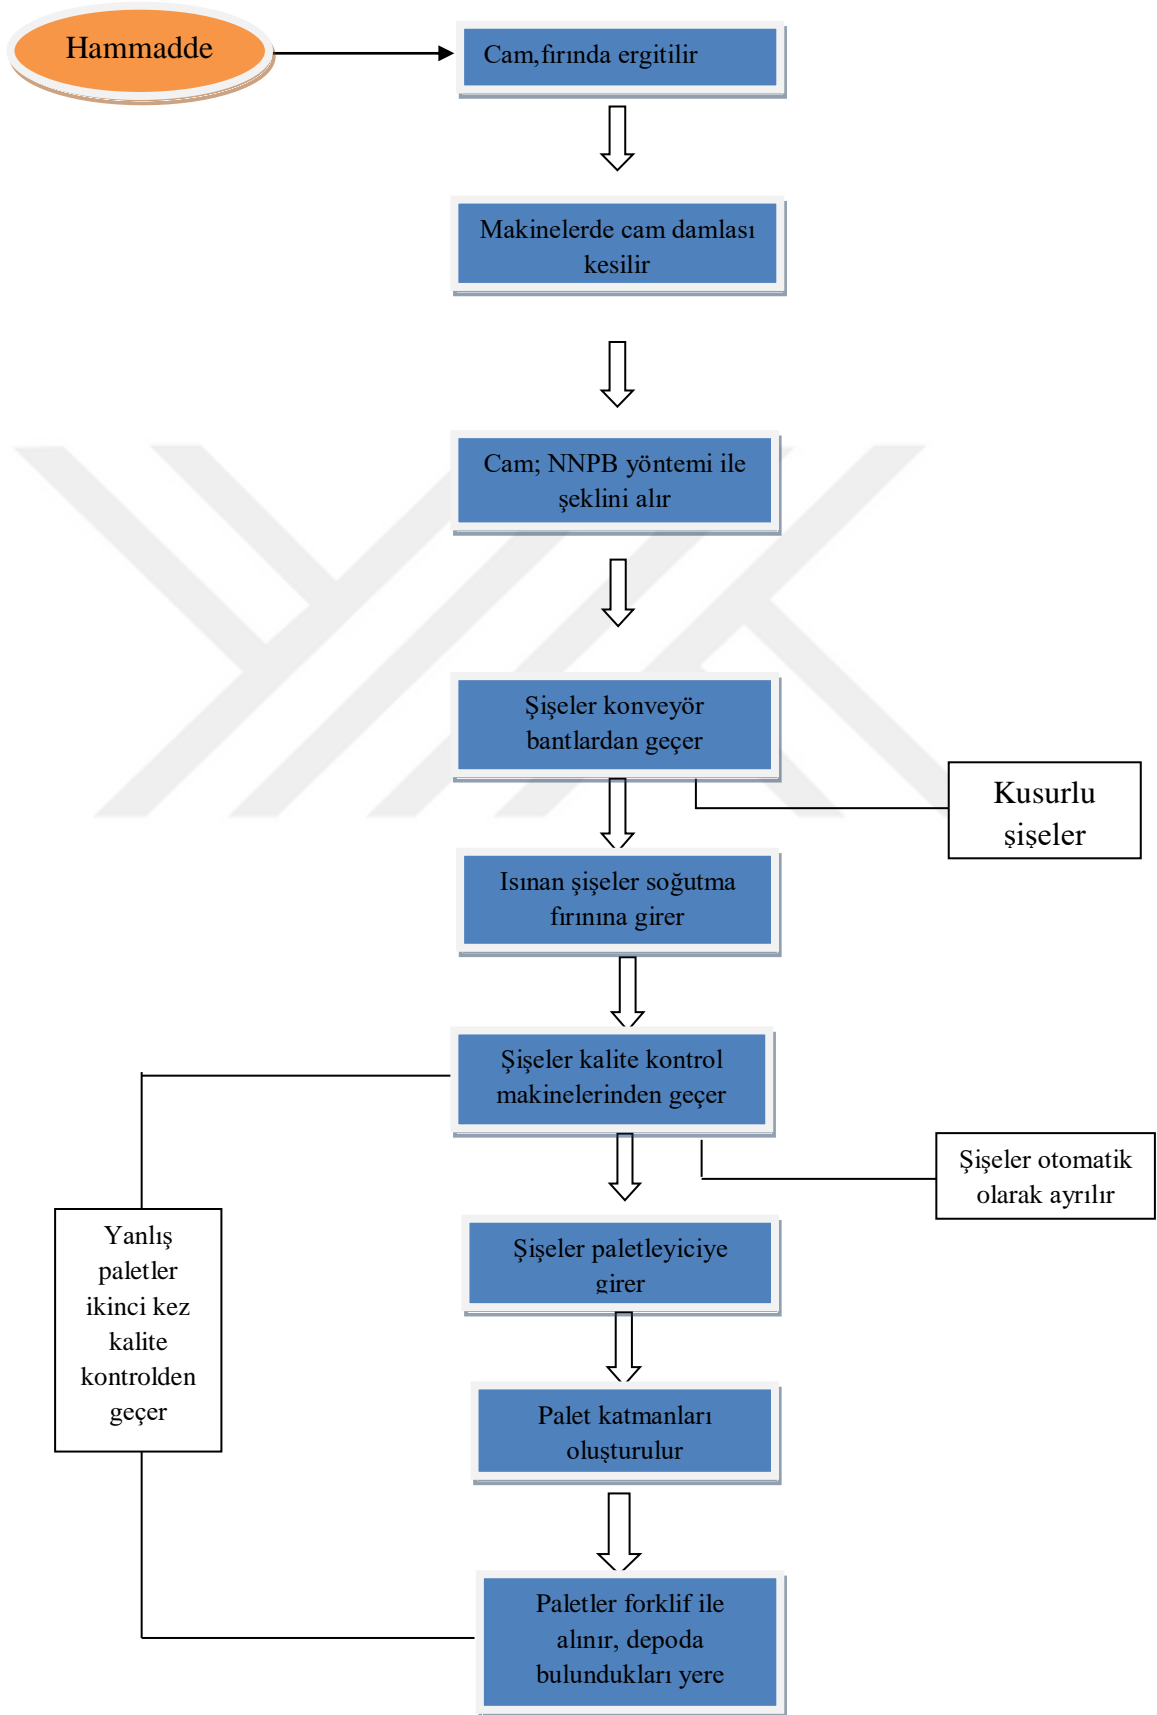 Hammadde
Cam,fırında ergitilir
Makinelerde cam damlası
kesilir
Cam; NNPB yöntemi ile
şeklini alır
Şişeler konveyör
bantlardan geçer
Kusurlu
şişeler
Isınan şişeler soğutma
fırınına girer
Şişeler kalite kontrol
makinelerinden geçer
Şişeler otomatik
olarak ayrılır
Yanlış
paletler
ikinci kez
kalite
kontrolden
geçer
Şişeler paletleyiciye
girer
Palet katmanları
oluşturulur
Paletler forklif ile
alınır, depoda
bulundukları yere